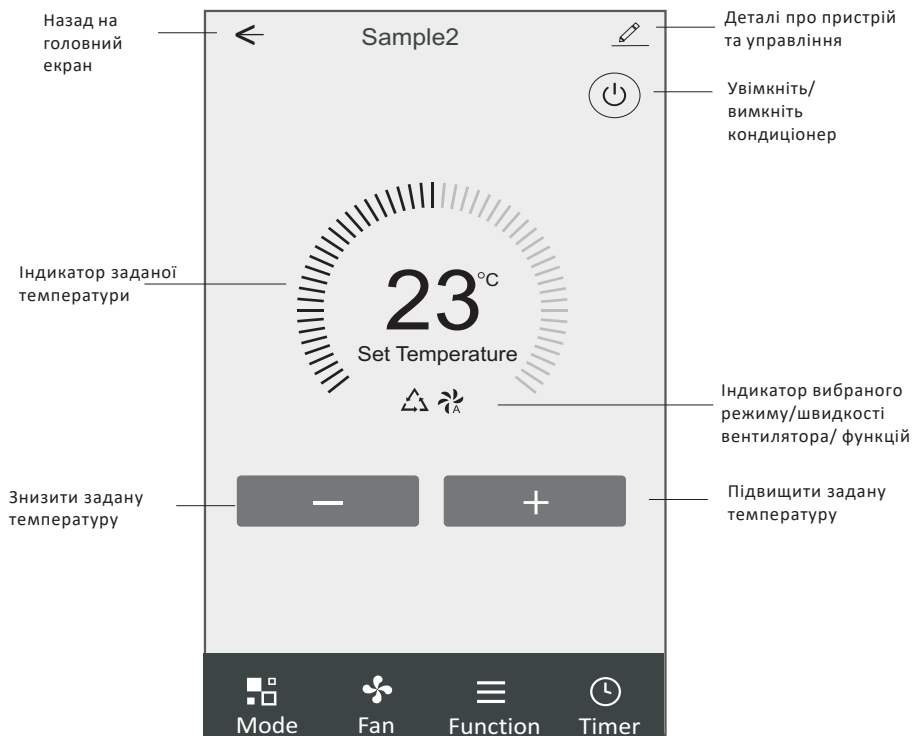 Назад на
головний
екран
Sample2
Деталі про пристрій
та управління
Увімкніть/
вимкніть
кондиціонер
Індикатор заданої
температури
23°C
Set Temperature
A
Індикатор вибраного
режиму/швидкості
вентилятора/ функцій
Знизити задану
температуру
Підвищити задану
температуру
Mode
Fan
Function
Timer